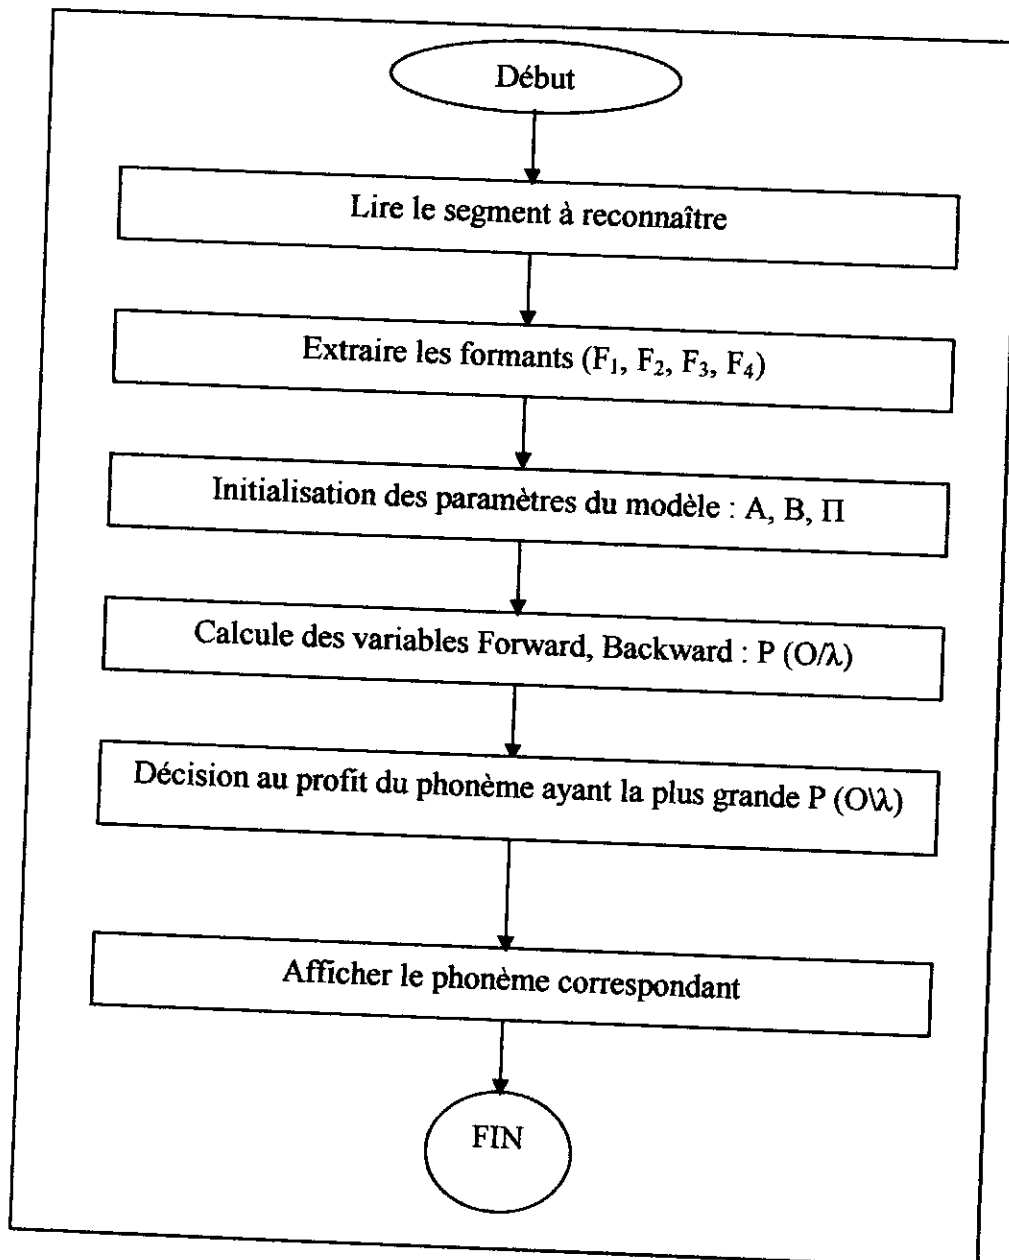 Début
Lire le segment à reconnaître
Extraire les formants (F₁, F₂, F₃, F₄)
Initialisation des paramètres du modèle : A, B, Π
Calcule des variables Forward, Backward : P (O/λ)
Décision au profit du phonème ayant la plus grande P (O\λ)
Afficher le phonème correspondant
FIN